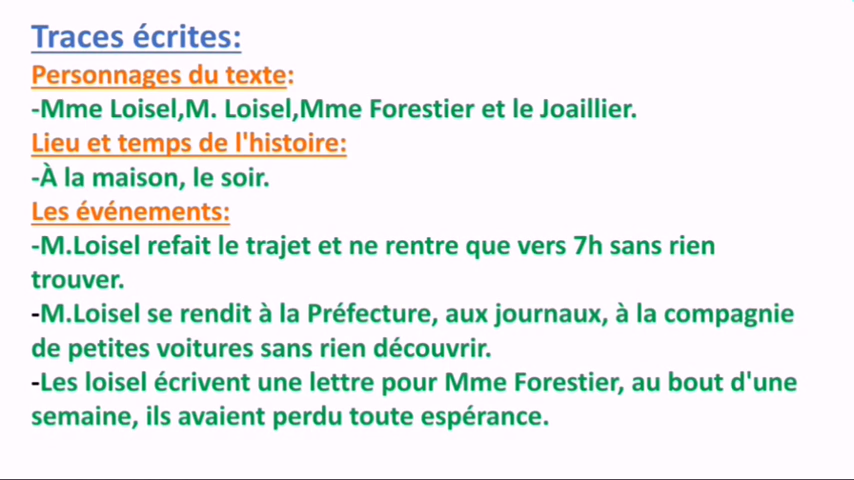 Traces écrites:
Personnages du texte:
-Mme Loisel,M. Loisel,Mme Forestier et le Joaillier.
Lieu et temps de l'histoire:
-À la maison, le soir.
Les événements:
-M.Loisel refait le trajet et ne rentre que vers 7h sans rien
trouver.
-M.Loisel se rendit à la Préfecture, aux journaux, à la compagnie
de petites voitures sans rien découvrir.
-Les loisel écrivent une lettre pour Mme Forestier, au bout d'une
semaine, ils avaient perdu toute espérance.